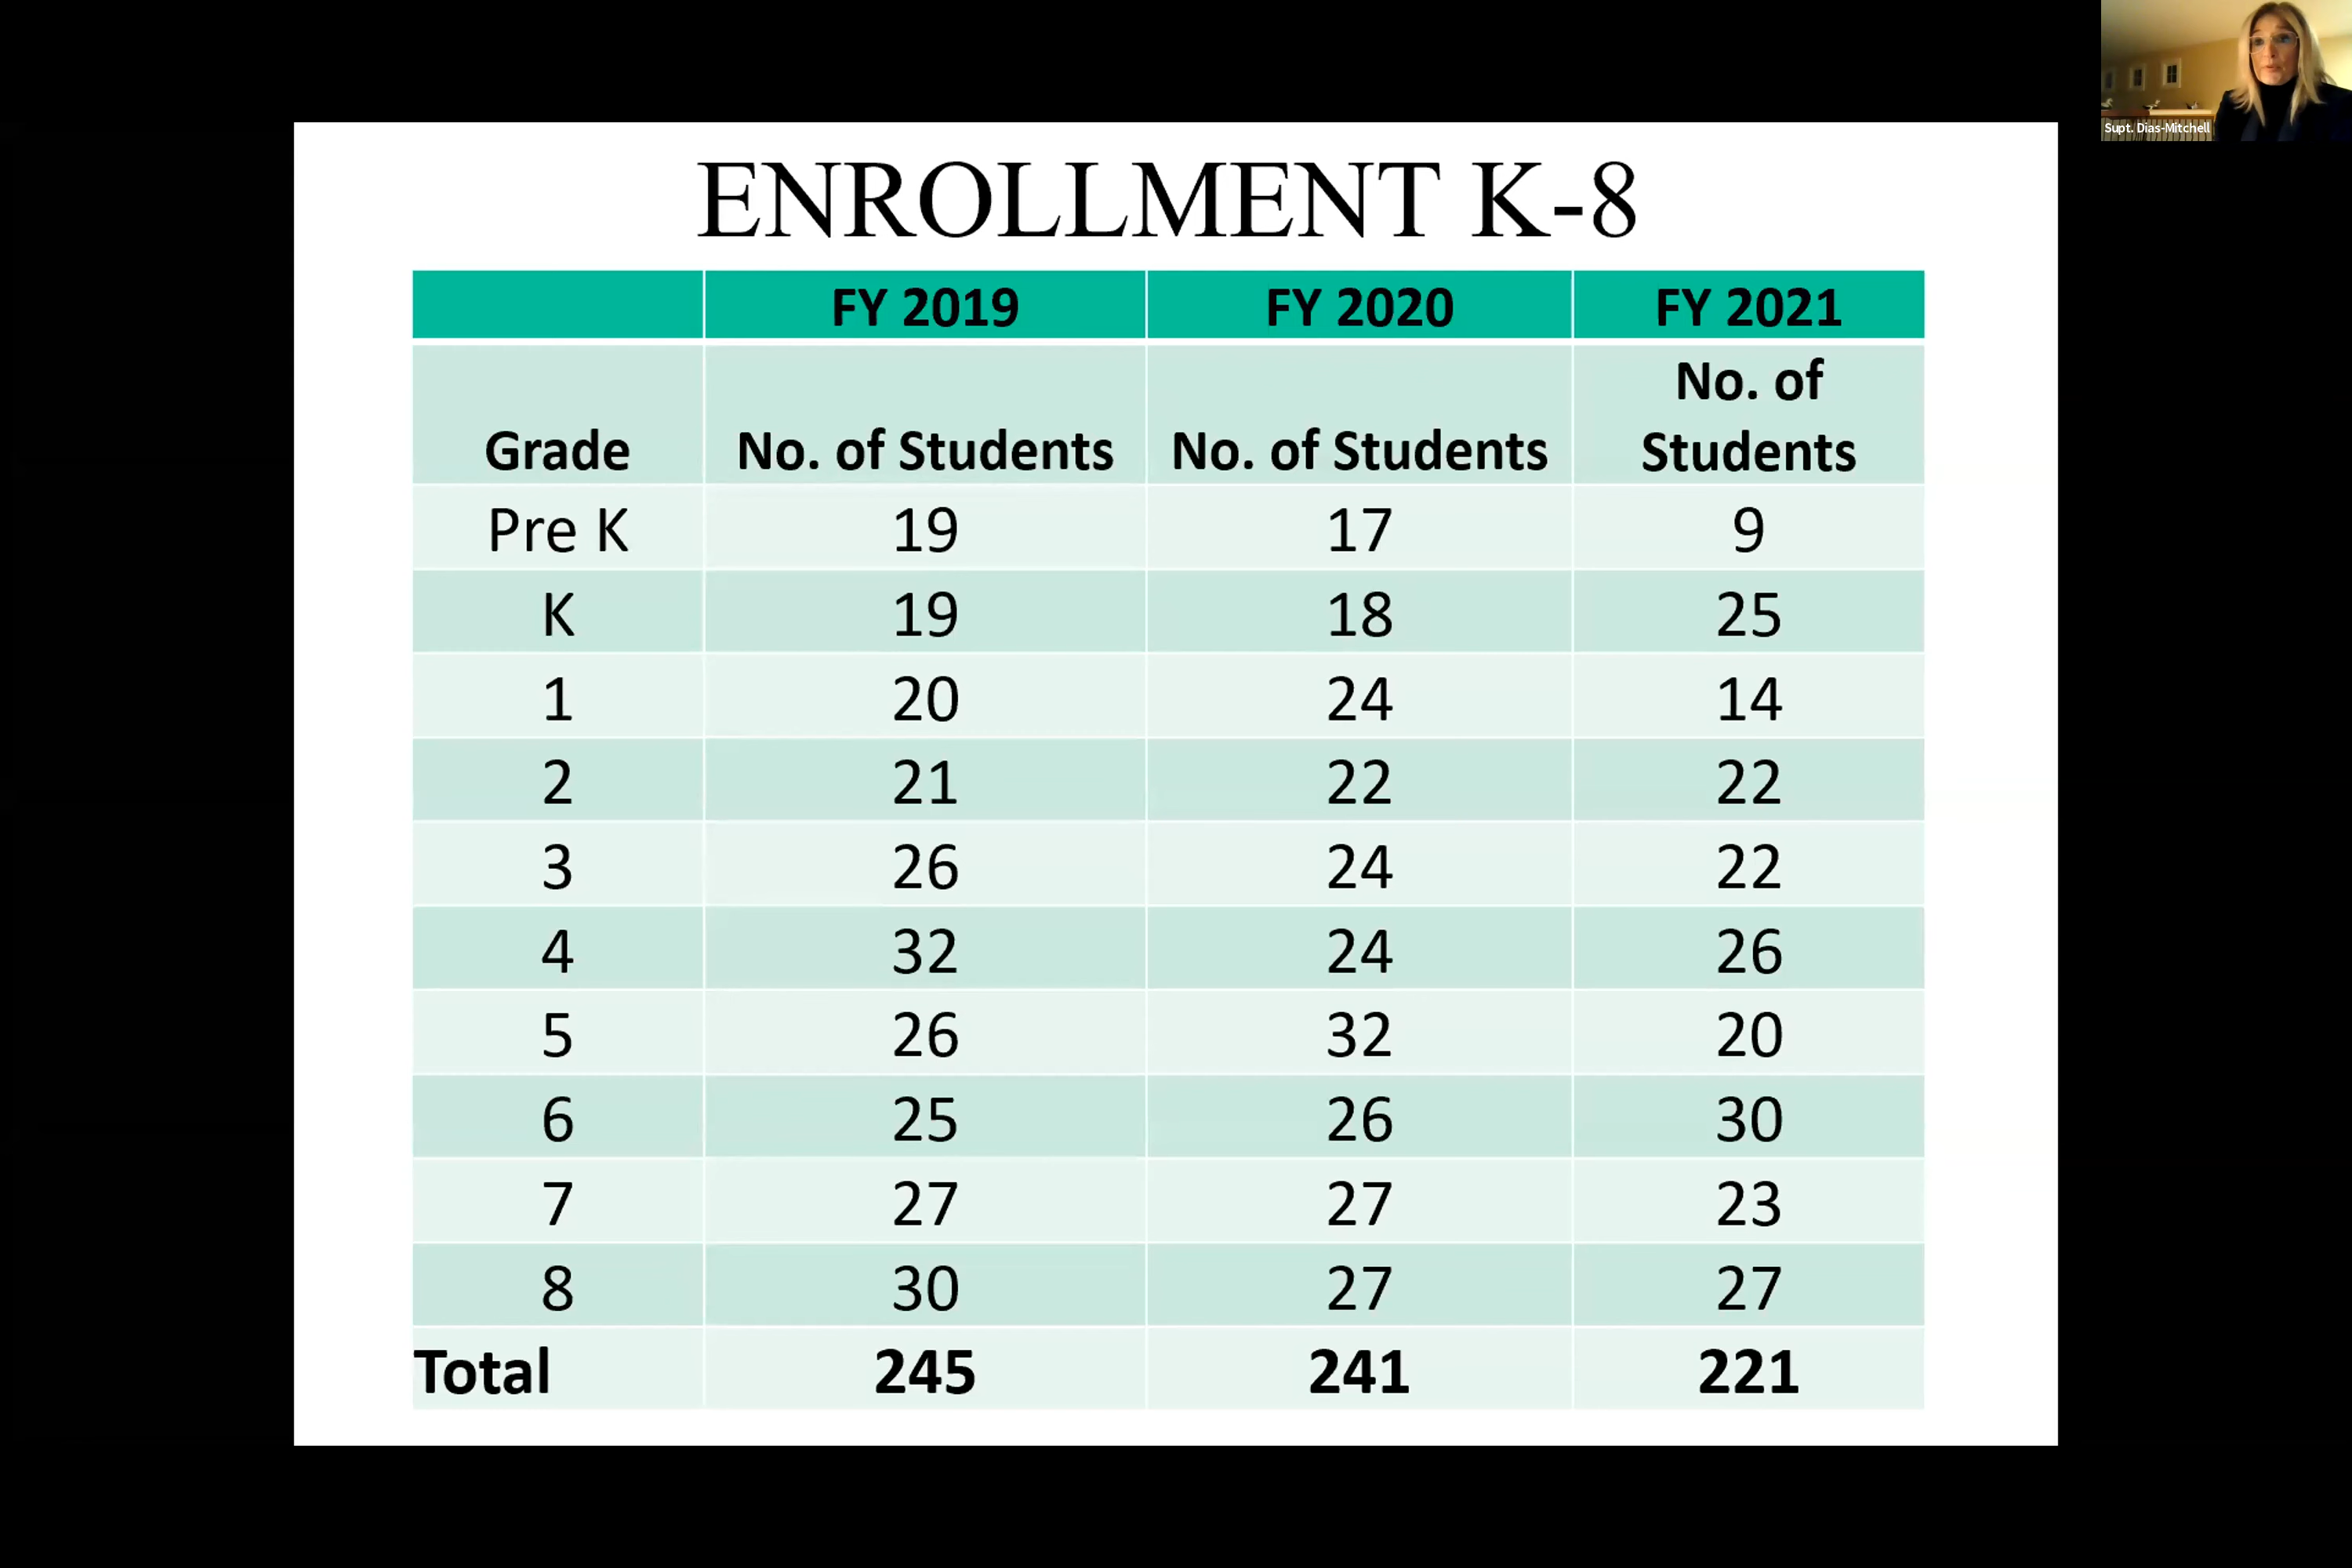 Supt. Dias-Mitchell
ENROLLMENT K-8
FY 2019 FY 2020 FY 2021
Grade No. of Students No. of Students No. of Students
Pre K 19 17 9
K 19 18 25
1 20 24 14
2 21 22 22
3 26 24 22
4 32 24 26
5 26 32 20
6 25 26 30
7 27 27 23
8 30 27 27
Total 245 241 221